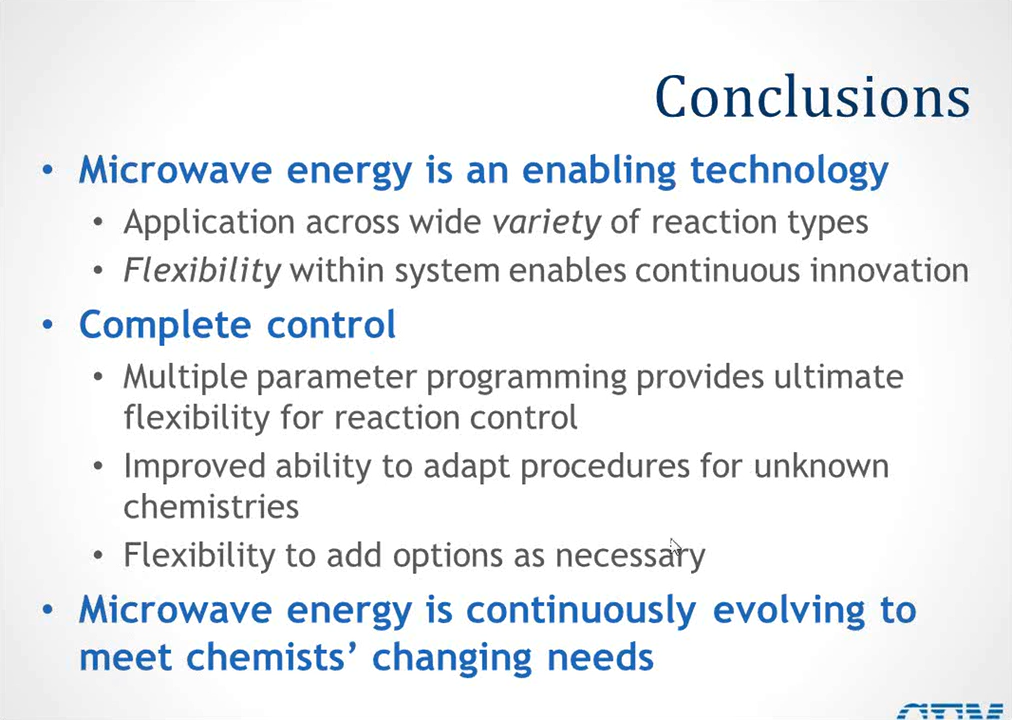 Conclusions
• Microwave energy is an enabling technology
• Application across wide variety of reaction types
• Flexibility within system enables continuous innovation
• Complete control
• Multiple parameter programming provides ultimate
flexibility for reaction control
• Improved ability to adapt procedures for unknown
chemistries
• Flexibility to add options as necessary
• Microwave energy is continuously evolving to
meet chemists’ changing needs